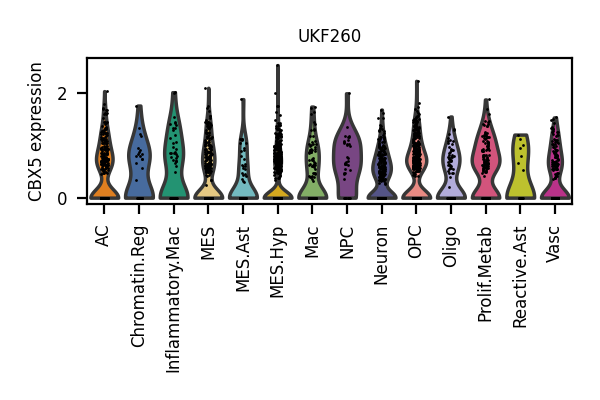 UKF260
CBX5 expression
2
0
AC
Chromatin.Reg
Inflammatory.Mac
MES
MES.Ast
MES.Hyp
Mac
NPC
Neuron
OPC
Oligo
Prolif.Metab
Reactive.Ast
Vasc